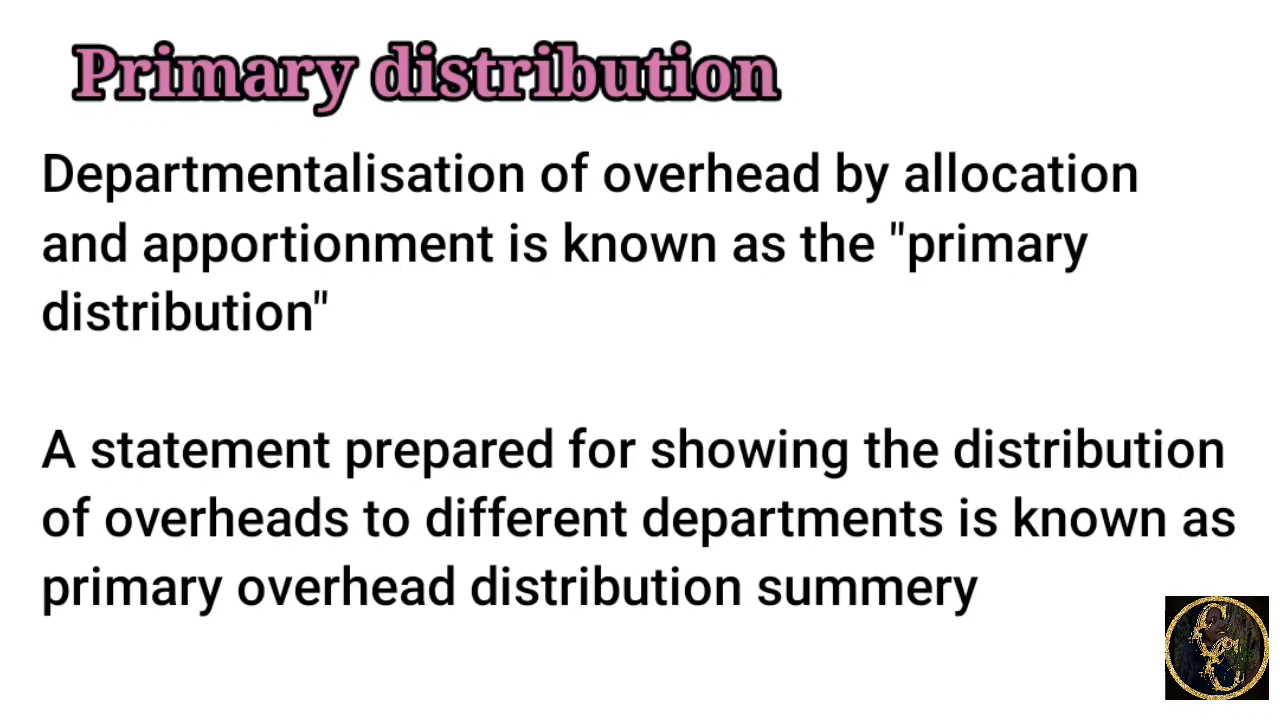 Primary distribution
Departmentalisation of overhead by allocation
and apportionment is known as the "primary
distribution"
A statement prepared for showing the distribution
of overheads to different departments is known as
primary overhead distribution summery